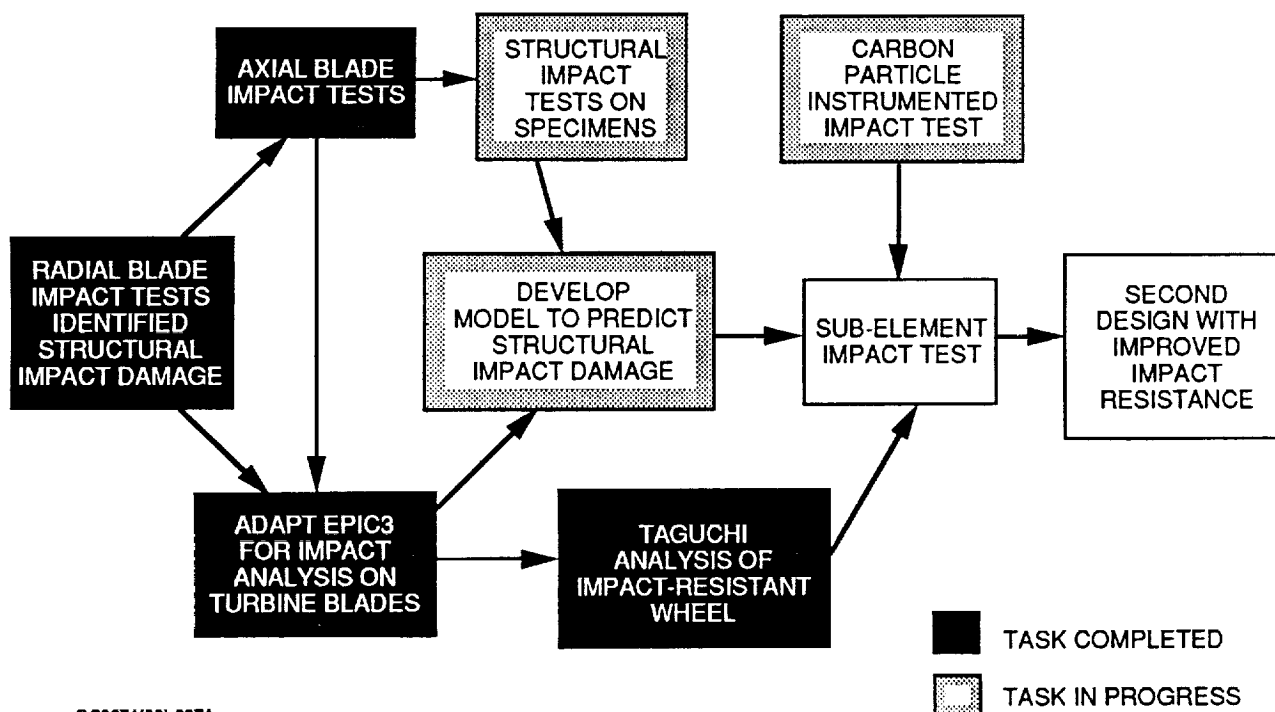 AXIAL BLADE
IMPACT TESTS
STRUCTURAL
IMPACT
TESTS ON
SPECIMENS
CARBON
PARTICLE
INSTRUMENTED
IMPACT TEST
RADIAL BLADE
IMPACT TESTS
IDENTIFIED
STRUCTURAL
IMPACT DAMAGE
DEVELOP
MODEL TO PREDICT
STRUCTURAL
IMPACT DAMAGE
SUB-ELEMENT
IMPACT TEST
SECOND
DESIGN WITH
IMPROVED
IMPACT
RESISTANCE
ADAPT EPIC3
FOR IMPACT
ANALYSIS ON
TURBINE BLADES
TAGUCHI
ANALYSIS OF
IMPACT-RESISTANT
WHEEL
TASK COMPLETED
TASK IN PROGRESS